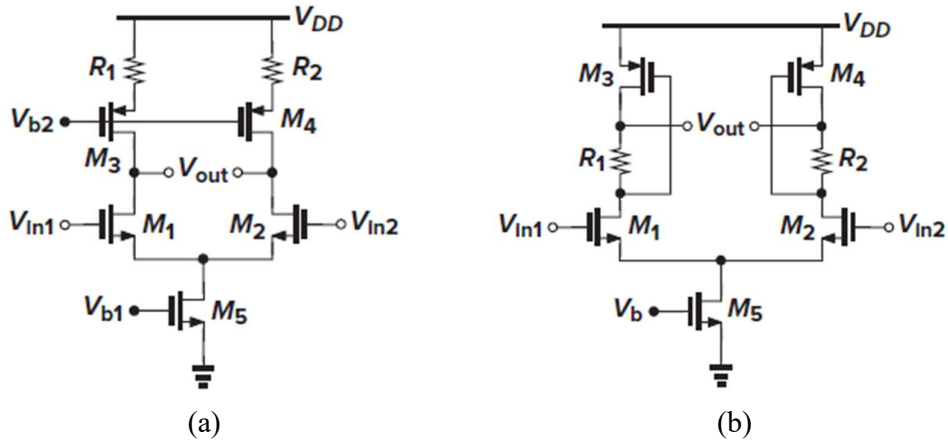 V_DD
R_1
R_2
V_b2
M_3
M_4
V_out
V_in1
M_1
M_2
V_in2
V_b1
M_5
(a)
V_DD
M_3
M_4
V_out
R_1
R_2
V_in1
M_1
M_2
V_in2
V_b
M_5
(b)